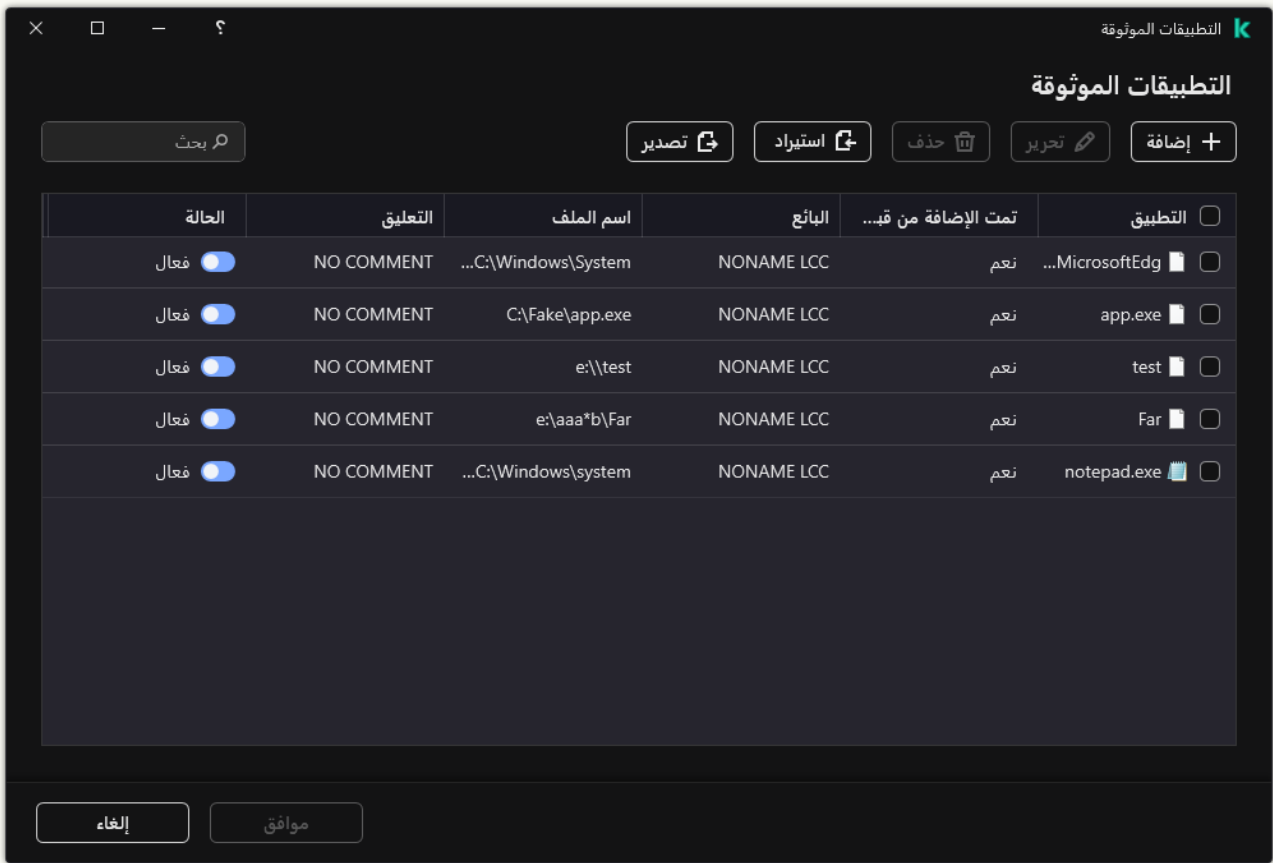 التطبيقات الموثوقة ؟
التطبيقات الموثوقة
إضافة تحرير حذف استيراد تصدير بحث
التطبيق تمت الإضافة من قبـ... البائع اسم الملف التعليق الحالة
MicrosoftEdg... نعم NONAME LCC C:\Windows\System... NO COMMENT فعال
app.exe نعم NONAME LCC C:\Fake\app.exe NO COMMENT فعال
test نعم NONAME LCC e:\\test NO COMMENT فعال
Far نعم NONAME LCC e:\aaa*b\Far NO COMMENT فعال
notepad.exe نعم NONAME LCC C:\Windows\system... NO COMMENT فعال
موافق إلغاء